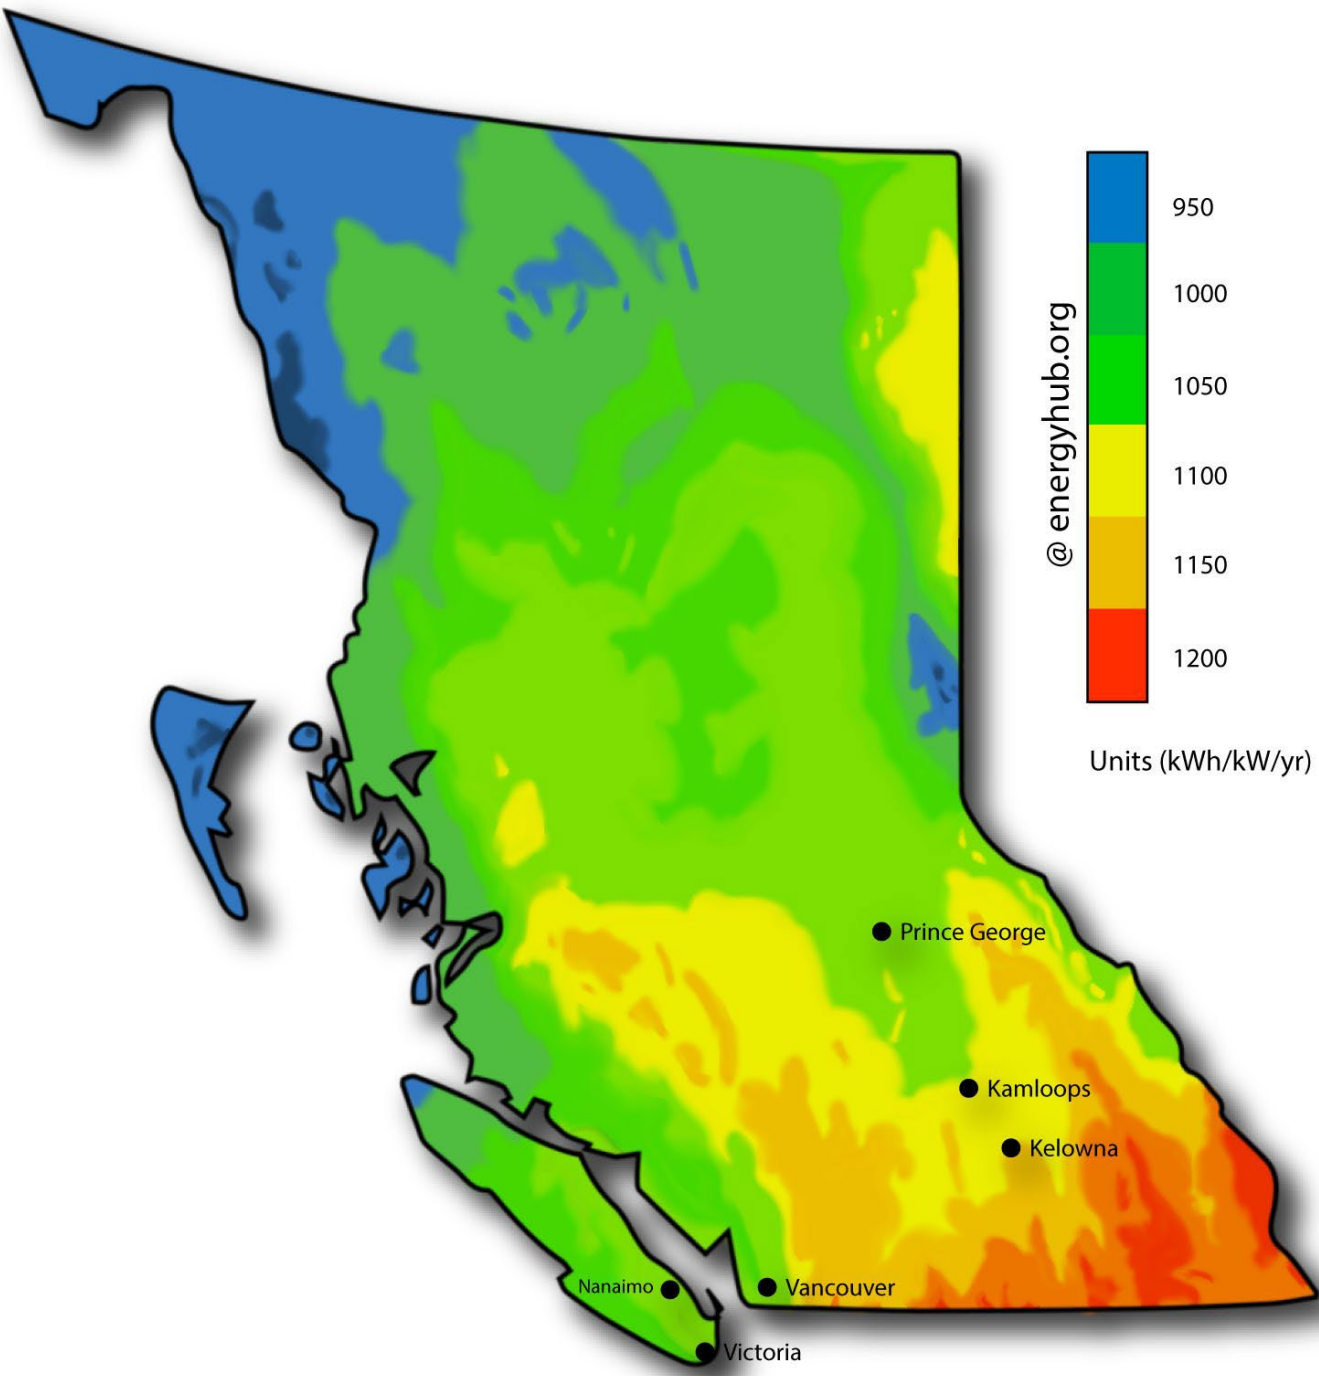 950
1000
1050
1100
1150
1200
@ energyhub.org
Units (kWh/kW/yr)
Prince George
Kamloops
Kelowna
Nanaimo
Vancouver
Victoria